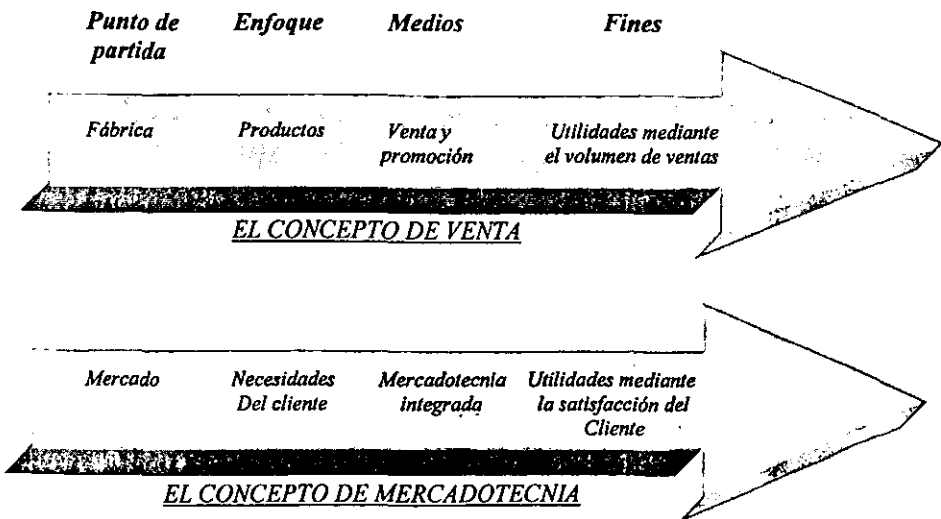 Punto de partida Enfoque Medios Fines
Fábrica Productos Venta y promoción Utilidades mediante el volumen de ventas
EL CONCEPTO DE VENTA
Mercado Necesidades Del cliente Mercadotecnia integrada Utilidades mediante la satisfacción del Cliente
EL CONCEPTO DE MERCADOTECNIA